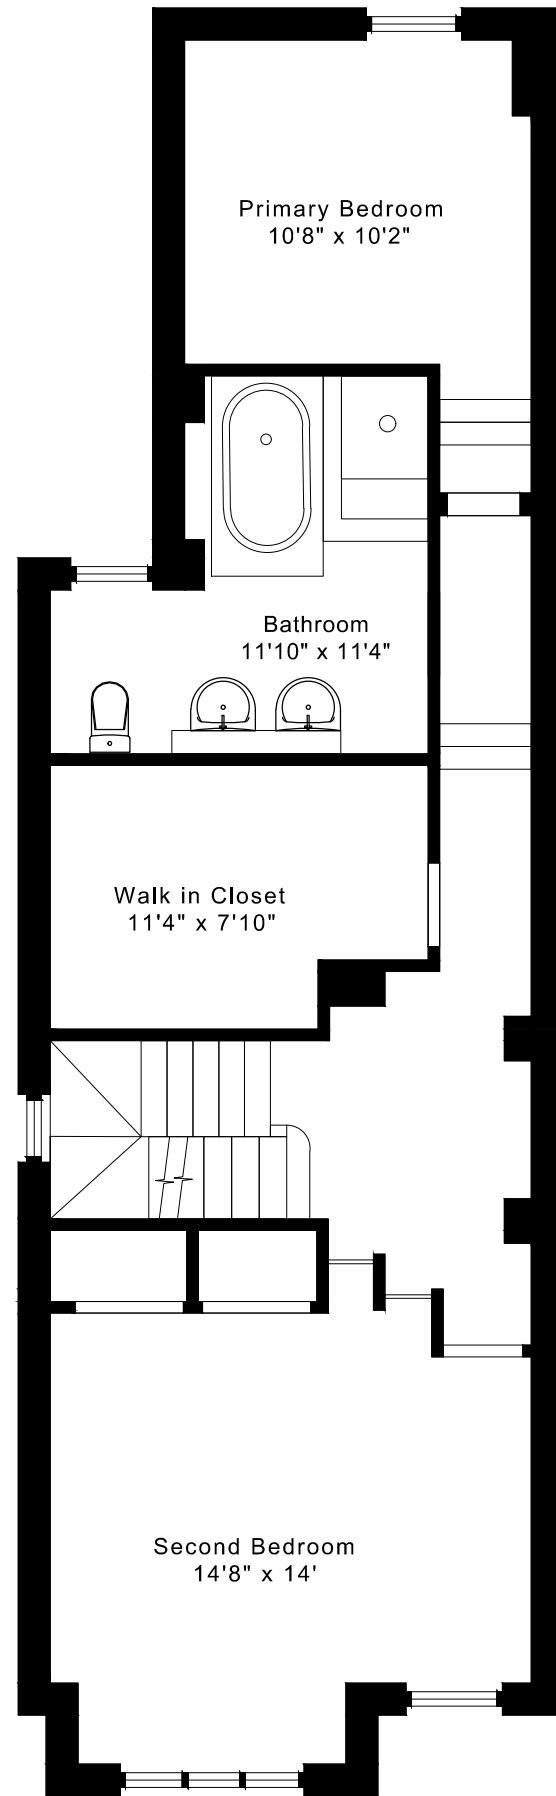 Primary Bedroom
10'8" x 10'2"
Bathroom
11'10" x 11'4"
Walk in Closet
11'4" x 7'10"
Second Bedroom
14'8" x 14'